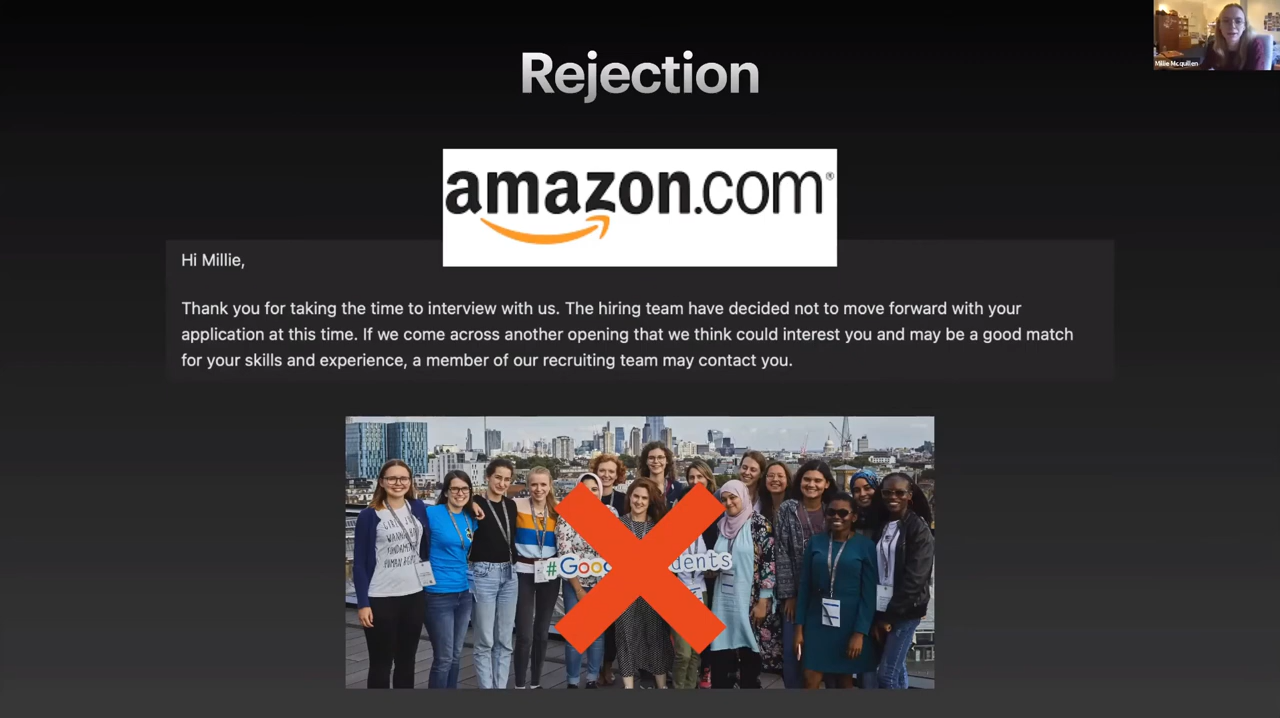 Rejection
Millie Mcquillen
amazon.com®
Hi Millie,
Thank you for taking the time to interview with us. The hiring team have decided not to move forward with your
application at this time. If we come across another opening that we think could interest you and may be a good match
for your skills and experience, a member of our recruiting team may contact you.
#Goo
dents